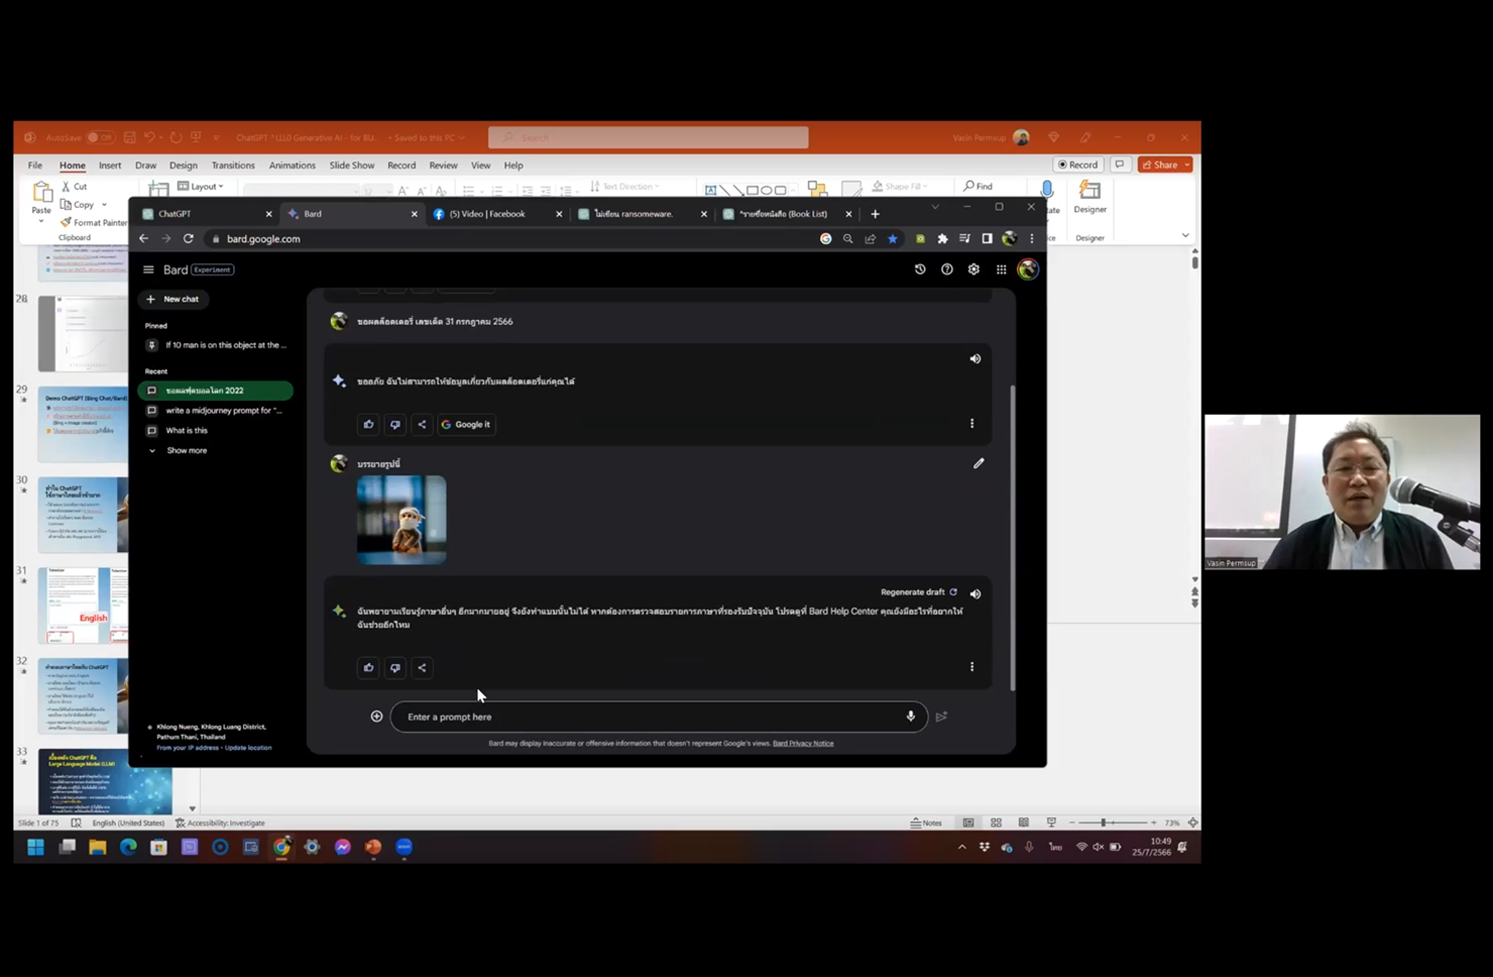 AutoSave Off ChatGPT *LLL0 Generative AI - for BU... • Saved to this PC
Search
Vasin Permsup
File Home Insert Draw Design Transitions Animations Slide Show Record Review View Help
Record Share
Paste Cut Copy Format Painter
Clipboard
Layout
Text Direction
Shape Fill
Find
Designer
Designer
ChatGPT
Bard
(5) Video | Facebook
ไม่เขียน ransomeware.
*รายชื่อหนังสือ (Book List)
bard.google.com
Bard Experiment
New chat
Pinned
If 10 man is on this object at the ...
Recent
ขอผลฟุตบอลโลก 2022
write a midjourney prompt for "...
What is this
Show more
Khlong Nueng, Khlong Luang District,
Pathum Thani, Thailand
From your IP address • Update location
ขอผลล็อตเตอรี่ เลขเด็ด 31 กรกฎาคม 2566
ขออภัย ฉันไม่สามารถให้ข้อมูลเกี่ยวกับผลล็อตเตอรี่แก่คุณได้
Google it
บรรยายรูปนี้
Regenerate draft
ฉันพยายามเรียนรู้ภาษาอื่นๆ อีกมากมายอยู่ จึงยังทำแบบนั้นไม่ได้ หากต้องการตรวจสอบรายการภาษาที่รองรับปัจจุบัน โปรดดูที่ Bard Help Center คุณยังมีอะไรที่อยากให้
ฉันช่วยอีกไหม
Enter a prompt here
Bard may display inaccurate or offensive information that doesn't represent Google's views. Bard Privacy Notice
28
29
Demo ChatGPT (Bing Chat/Bard)
30
ทำไม ChatGPT
31
English
32
33
Large Language Model (LLM)
Vasin Permsup
Slide 1 of 75 English (United States) Accessibility: Investigate
Notes 73%
ไทย
10:49
25/7/2566